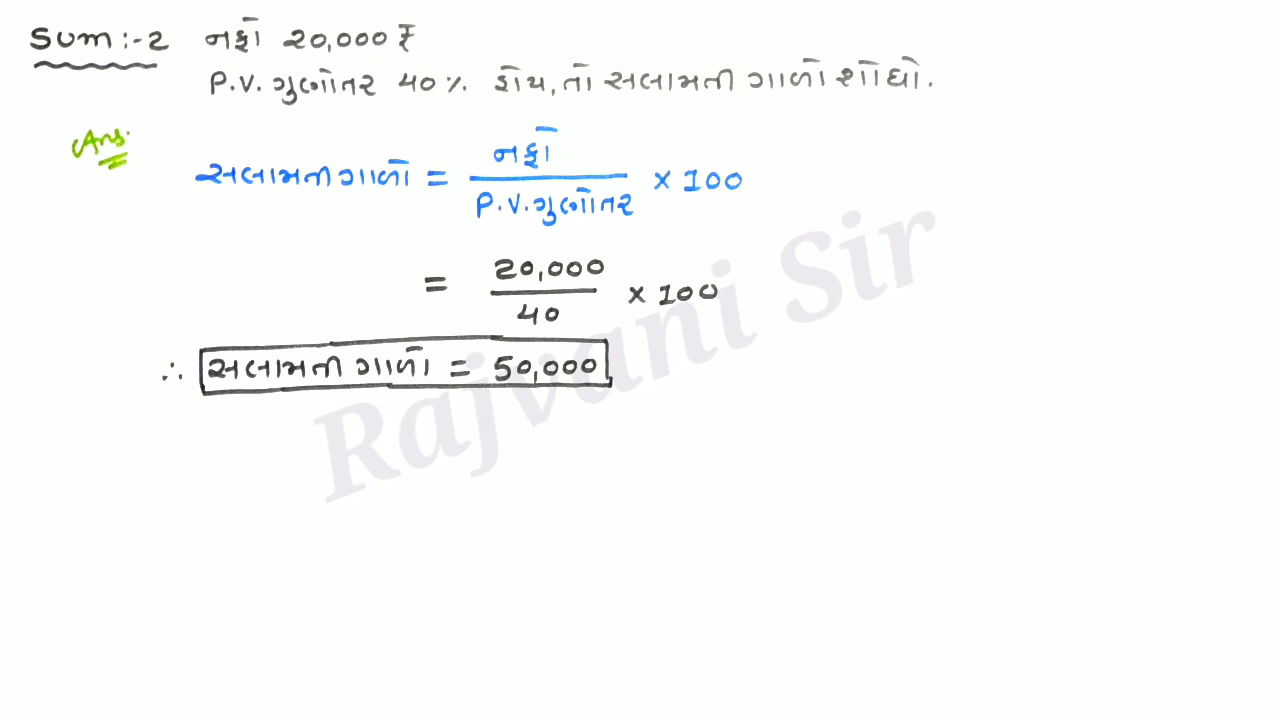 Sum :- 2 નફો 20,000 ₹
P.V. ગુણોતર 40 % હોય, તો સલામતી ગાળો શોધો.
Ans.
સલામતી ગાળો = નફો / P.V. ગુણોતર × 100
= 20,000 / 40 × 100
∴ સલામતી ગાળો = 50,000
Rajvani Sir